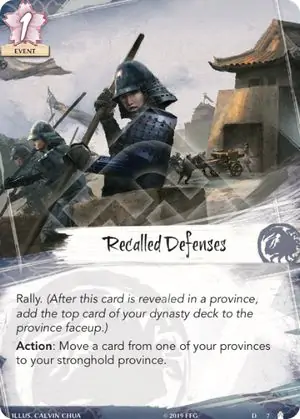 1
EVENT
Recalled Defenses
Rally. (After this card is revealed in a province,
add the top card of your dynasty deck to the
province faceup.)
Action: Move a card from one of your provinces
to your stronghold province.
ILLUS. CALVIN CHUA
© 2019 FFG
D 7